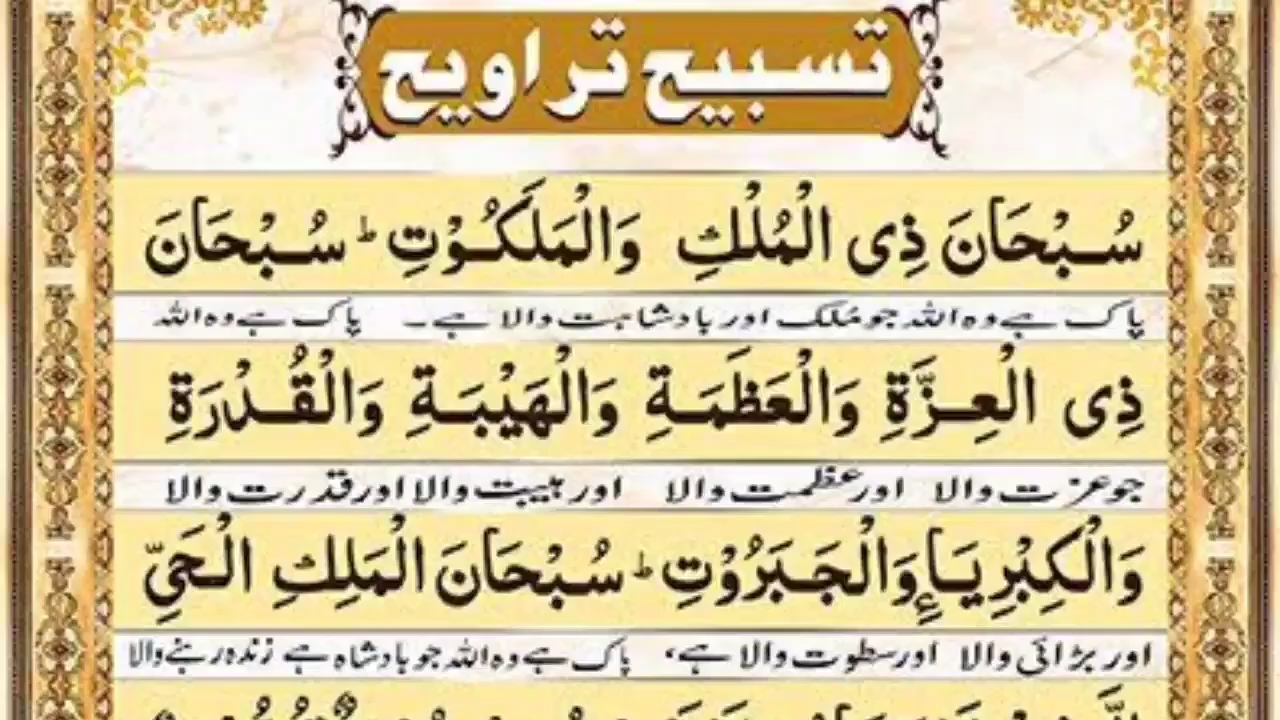 تسبیح تراویح
سُبْحَانَ ذِی الْمُلْكِ وَالْمَلَكُوْتِ ؕ سُبْحَانَ
پاک ہے وہ اللہ جو مُلک اور بادشاہت والا ہے۔ پاک ہے وہ اللہ
ذِی الْعِزَّةِ وَالْعَظَمَةِ وَالْهَيْبَةِ وَالْقُدْرَةِ
جو عزت والا اور عظمت والا اور ہیبت والا اور قدرت والا
وَالْكِبْرِيَاءِ وَالْجَبَرُوْتِ ؕ سُبْحَانَ الْمَلِكِ الْحَیِّ
اور بڑائی والا اور سطوت والا ہے، پاک ہے وہ اللہ جو بادشاہ ہے زندہ رہنے والا